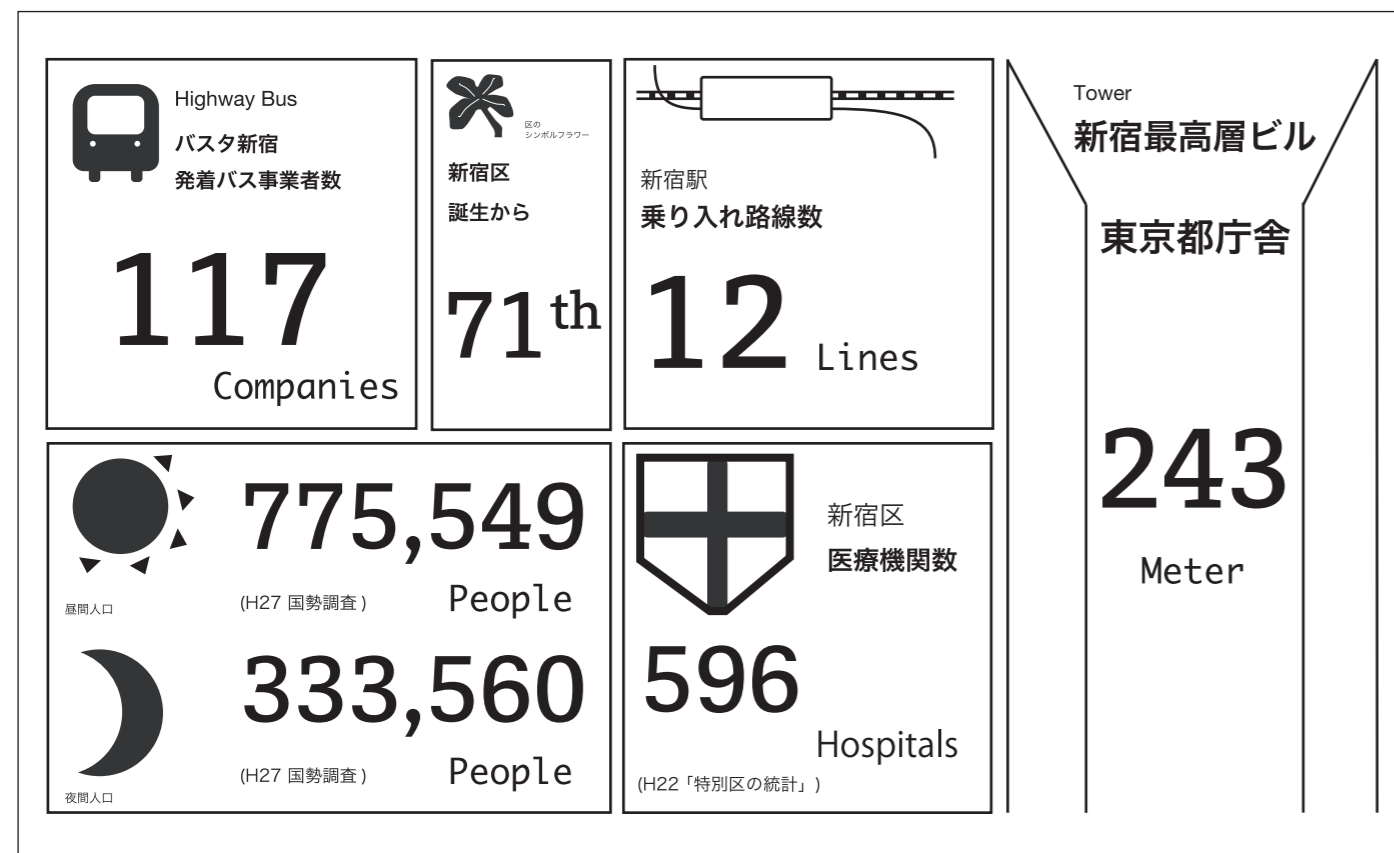 Highway Bus
バスタ新宿
発着バス事業者数
117
Companies
区の
シンボルフラワー
新宿区
誕生から
71th
新宿駅
乗り入れ路線数
12 Lines
Tower
新宿最高層ビル
東京都庁舎
243
Meter
775,549
昼間人口
(H27 国勢調査)
People
333,560
(H27 国勢調査)
People
夜間人口
新宿区
医療機関数
596
Hospitals
(H22「特別区の統計」)